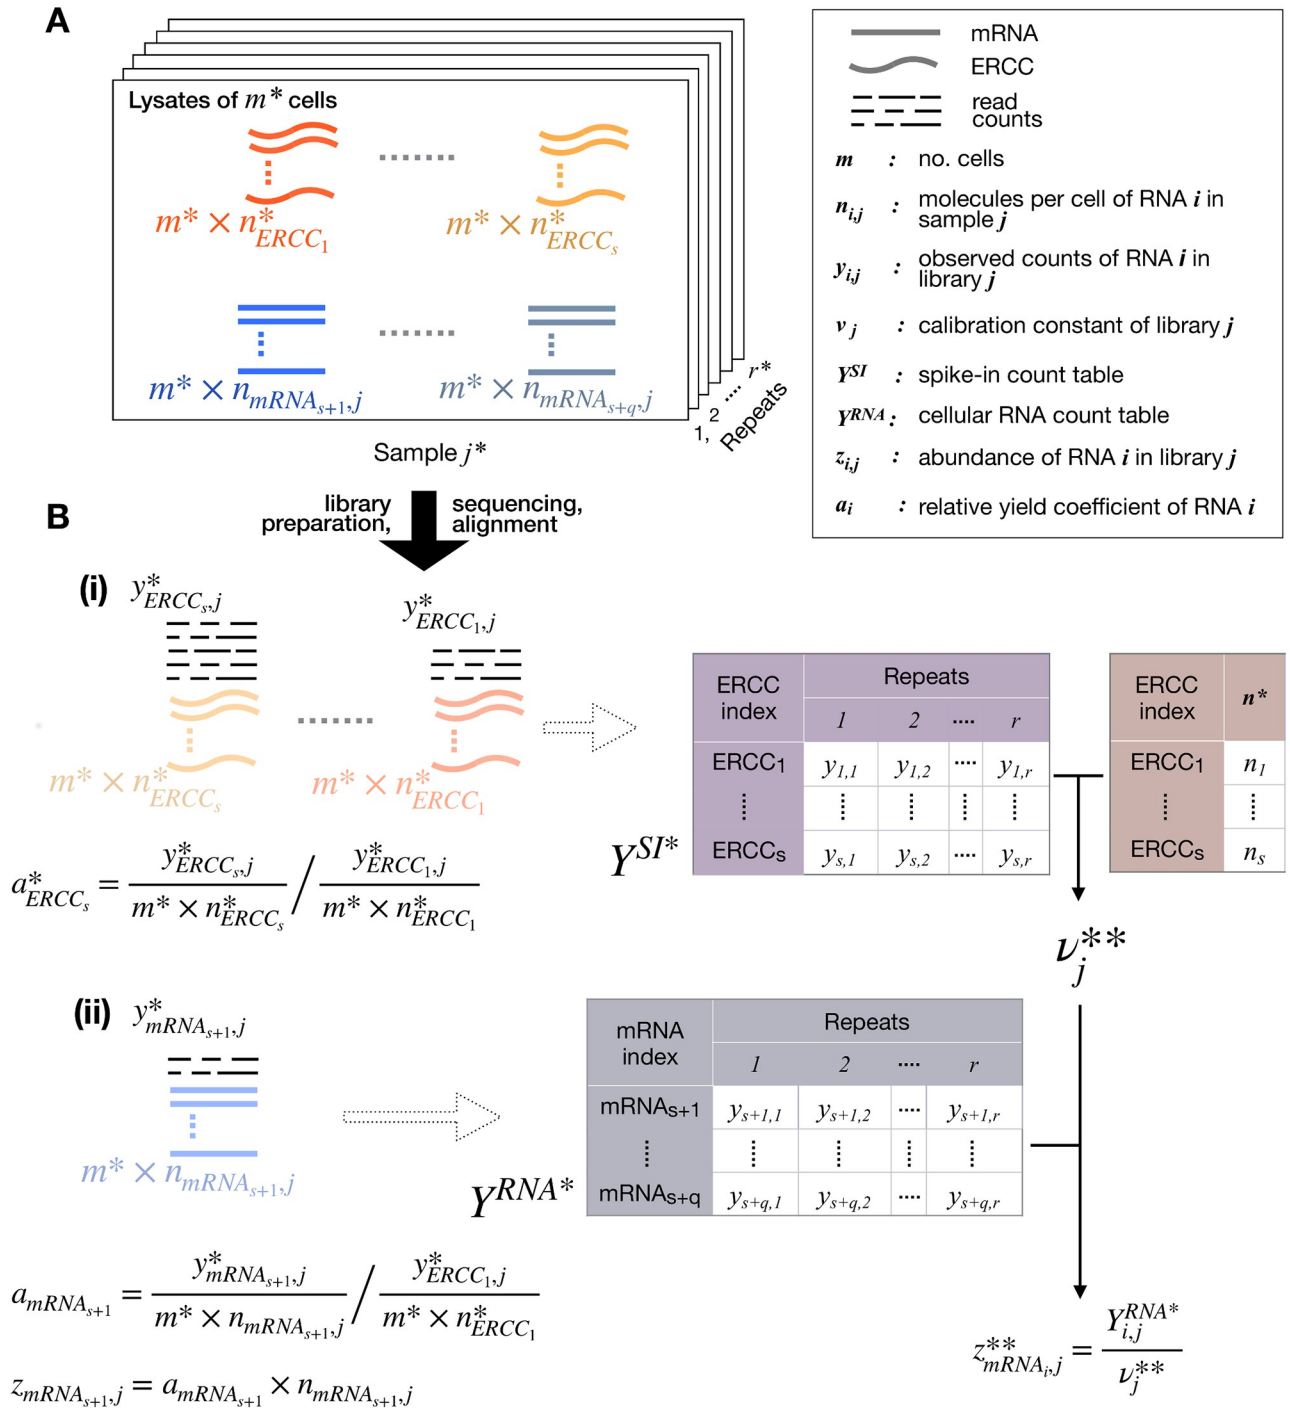 A
Lysates of m* cells
m* × n*ERCC1
m* × n*ERCCs
m* × nmRNAs+1,j
m* × nmRNAs+q,j
1, 2 ···· r*
Repeats
Sample j*
mRNA
ERCC
read
counts
m : no. cells
ni,j : molecules per cell of RNA i in
sample j
yi,j : observed counts of RNA i in
library j
vj : calibration constant of library j
YSI : spike-in count table
YRNA : cellular RNA count table
zi,j : abundance of RNA i in library j
ai : relative yield coefficient of RNA i
library
preparation,
sequencing,
alignment
B
(i)
y*ERCCs,j
y*ERCC1,j
m* × n*ERCCs
m* × n*ERCC1
a*ERCCs = y*ERCCs,j / m* × n*ERCCs / y*ERCC1,j / m* × n*ERCC1
YSI*
ERCC
index
Repeats
1 2 ···· r
ERCC1 y1,1 y1,2 ···· y1,r
ERCCs ys,1 ys,2 ···· ys,r
ERCC
index
n*
ERCC1 n1
ERCCs ns
νj**
(ii)
y*mRNAs+1,j
m* × nmRNAs+1,j
YRNA*
mRNA
index
Repeats
1 2 ···· r
mRNAs+1 ys+1,1 ys+1,2 ···· ys+1,r
mRNAs+q ys+q,1 ys+q,2 ···· ys+q,r
amRNAs+1 = y*mRNAs+1,j / m* × nmRNAs+1,j / y*ERCC1,j / m* × n*ERCC1
zmRNAs+1,j = amRNAs+1 × nmRNAs+1,j
z**mRNAi,j = YRNA*i,j / νj**